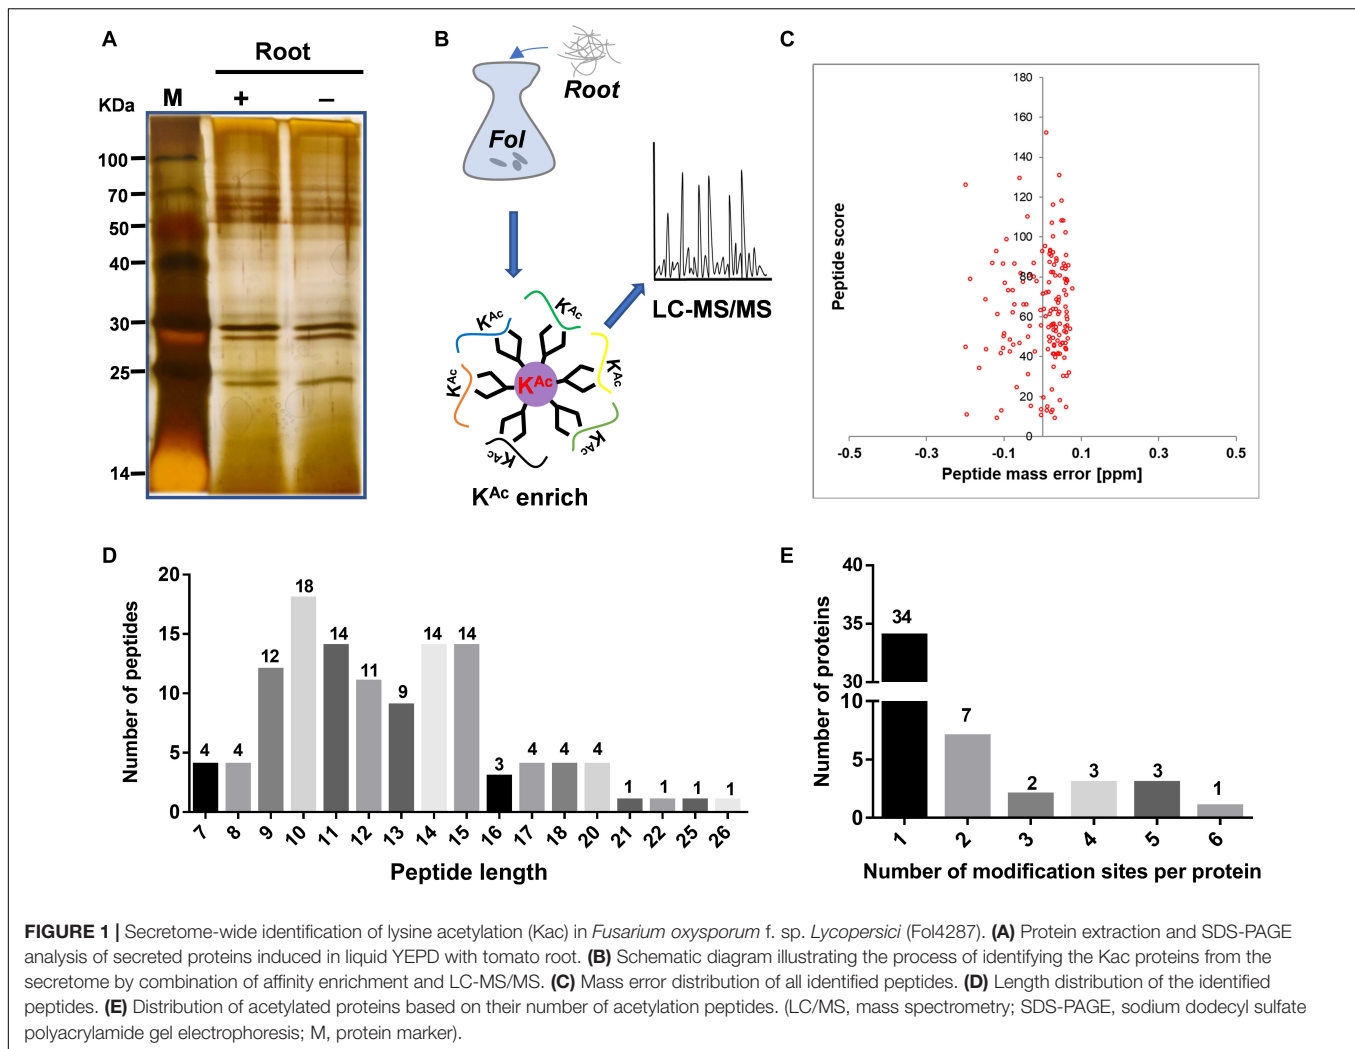 A
Root
KDa
M
+
–
100
70
50
40
30
25
14
B
Root
Fol
LC-MS/MS
KAc
KAc
KAc
KAc
KAc
KAc
KAc
KAc enrich
C
Peptide score
180
160
140
120
100
80
60
40
20
0
-0.5
-0.3
-0.1
0.1
0.3
0.5
Peptide mass error [ppm]
D
Number of peptides
20
15
10
5
0
4
4
12
18
14
11
9
14
14
3
4
4
4
1
1
1
1
7
8
9
10
11
12
13
14
15
16
17
18
20
21
22
25
26
Peptide length
E
Number of proteins
40
35
30
10
5
0
34
7
2
3
3
1
1
2
3
4
5
6
Number of modification sites per protein
FIGURE 1 | Secretome-wide identification of lysine acetylation (Kac) in Fusarium oxysporum f. sp. Lycopersici (Fol4287). (A) Protein extraction and SDS-PAGE
analysis of secreted proteins induced in liquid YEPD with tomato root. (B) Schematic diagram illustrating the process of identifying the Kac proteins from the
secretome by combination of affinity enrichment and LC-MS/MS. (C) Mass error distribution of all identified peptides. (D) Length distribution of the identified
peptides. (E) Distribution of acetylated proteins based on their number of acetylation peptides. (LC/MS, mass spectrometry; SDS-PAGE, sodium dodecyl sulfate
polyacrylamide gel electrophoresis; M, protein marker).